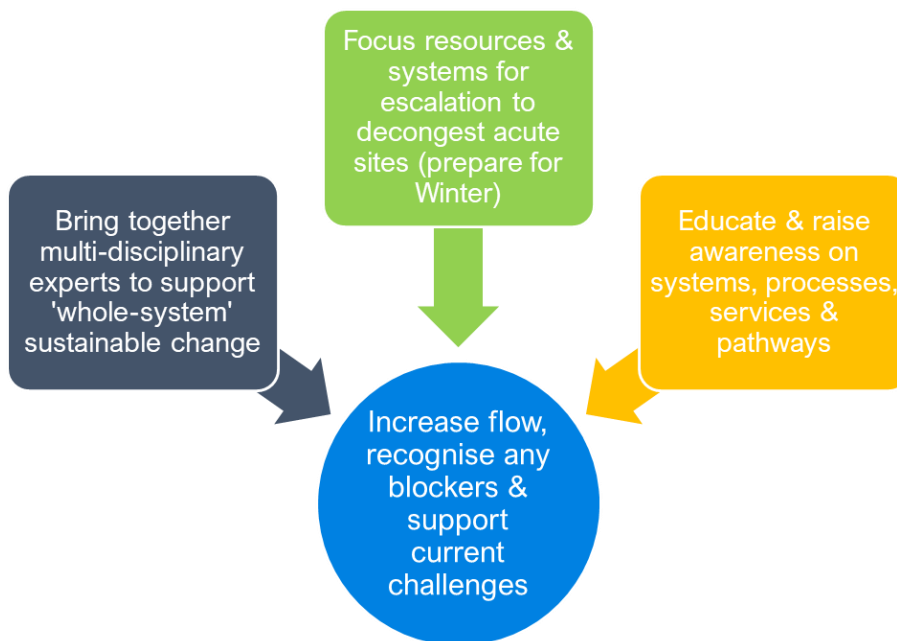 Focus resources &
systems for
escalation to
decongest acute
sites (prepare for
Winter)
Bring together
multi-disciplinary
experts to support
'whole-system'
sustainable change
Educate & raise
awareness on
systems, processes,
services &
pathways
Increase flow,
recognise any
blockers &
support
current
challenges